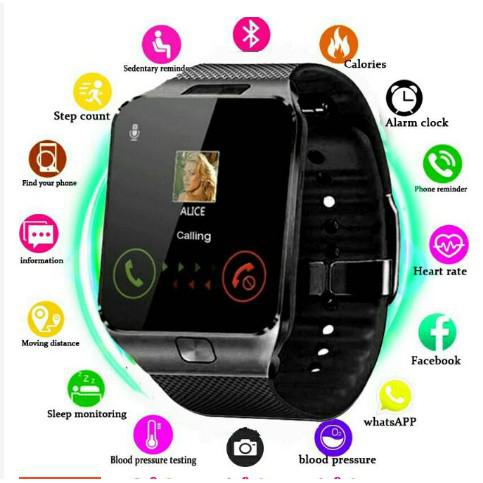 Sedentary remind
Calories
Step count
Alarm clock
Find your phone
Phone reminder
ALICE
Calling
information
Heart rate
Moving distance
Facebook
Sleep monitoring
whatsAPP
Blood pressure testing
blood pressure